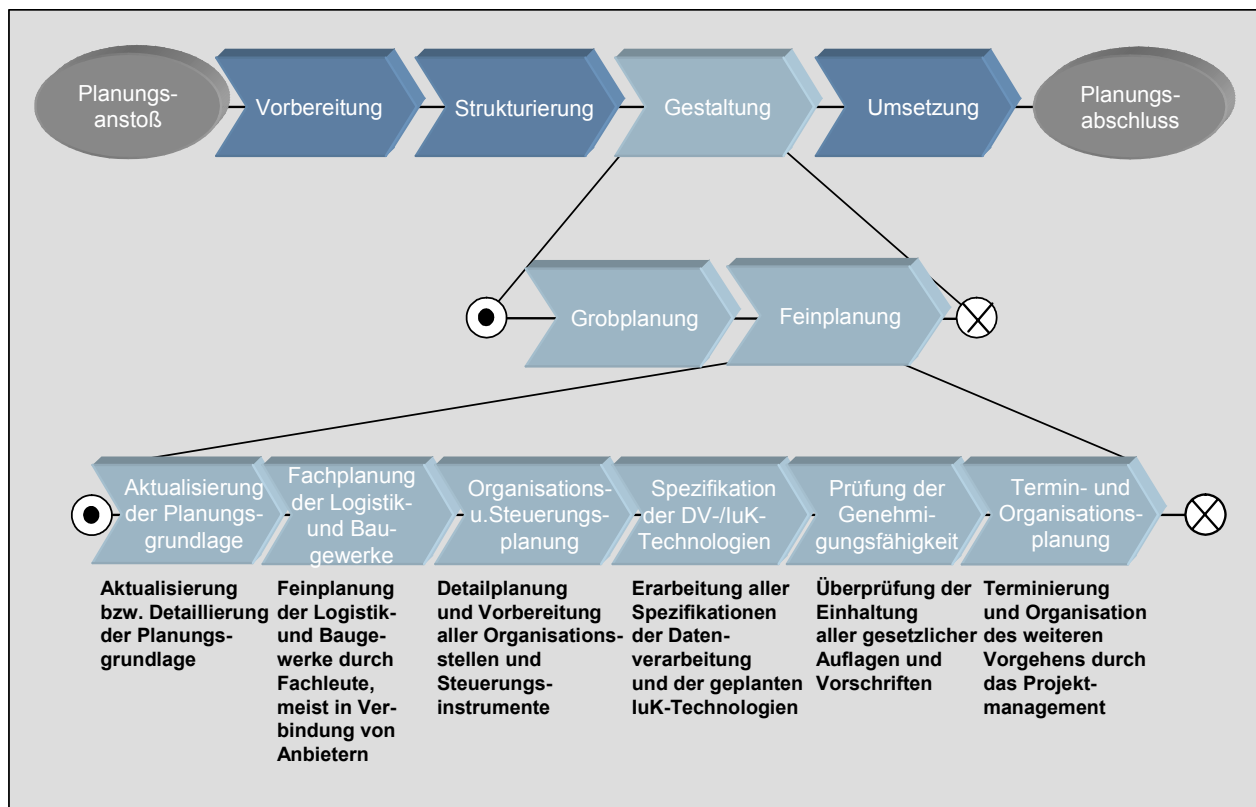 Planungs-
anstoß
Vorbereitung
Strukturierung
Gestaltung
Umsetzung
Planungs-
abschluss
Grobplanung
Feinplanung
Aktualisierung
der Planungs-
grundlage
Fachplanung
der Logistik-
und Bau-
gewerke
Organisations-
u.Steuerungs-
planung
Spezifikation
der DV-/IuK-
Technologien
Prüfung der
Genehmi-
gungsfähigkeit
Termin- und
Organisations-
planung
Aktualisierung
bzw. Detaillierung
der Planungs-
grundlage
Feinplanung
der Logistik-
und Bauge-
werke durch
Fachleute,
meist in Ver-
bindung von
Anbietern
Detailplanung
und Vorbereitung
aller Organisations-
stellen und
Steuerungs-
instrumente
Erarbeitung aller
Spezifikationen
der Daten-
verarbeitung
und der geplanten
IuK-Technologien
Überprüfung der
Einhaltung
aller gesetzlicher
Auflagen und
Vorschriften
Terminierung
und Organisation
des weiteren
Vorgehens durch
das Projekt-
management